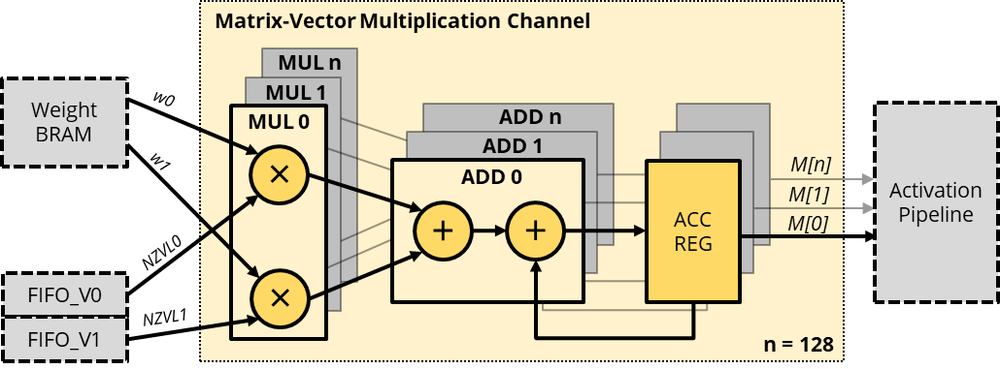 Matrix-Vector Multiplication Channel
MUL n
MUL 1
MUL 0
Weight
BRAM
w0
w1
NZVL0
NZVL1
FIFO_V0
FIFO_V1
×
×
ADD n
ADD 1
ADD 0
+
+
ACC
REG
M[n]
M[1]
M[0]
Activation
Pipeline
n = 128